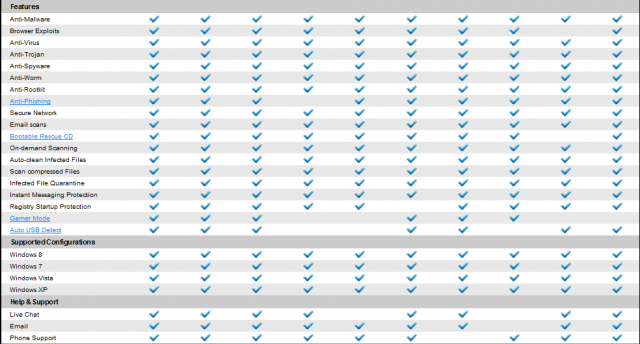 Features
Anti-Malware
Browser Exploits
Anti-Virus
Anti-Trojan
Anti-Spyware
Anti-Worm
Anti-Rootkit
Anti-Phishing
Secure Network
Email scans
Bootable Rescue CD
On-demand Scanning
Auto-clean Infected Files
Scan compressed Files
Infected File Quarantine
Instant Messaging Protection
Registry Startup Protection
Gamer Mode
Auto USB Detect
Supported Configurations
Windows 8
Windows 7
Windows Vista
Windows XP
Help & Support
Live Chat
Email
Phone Support